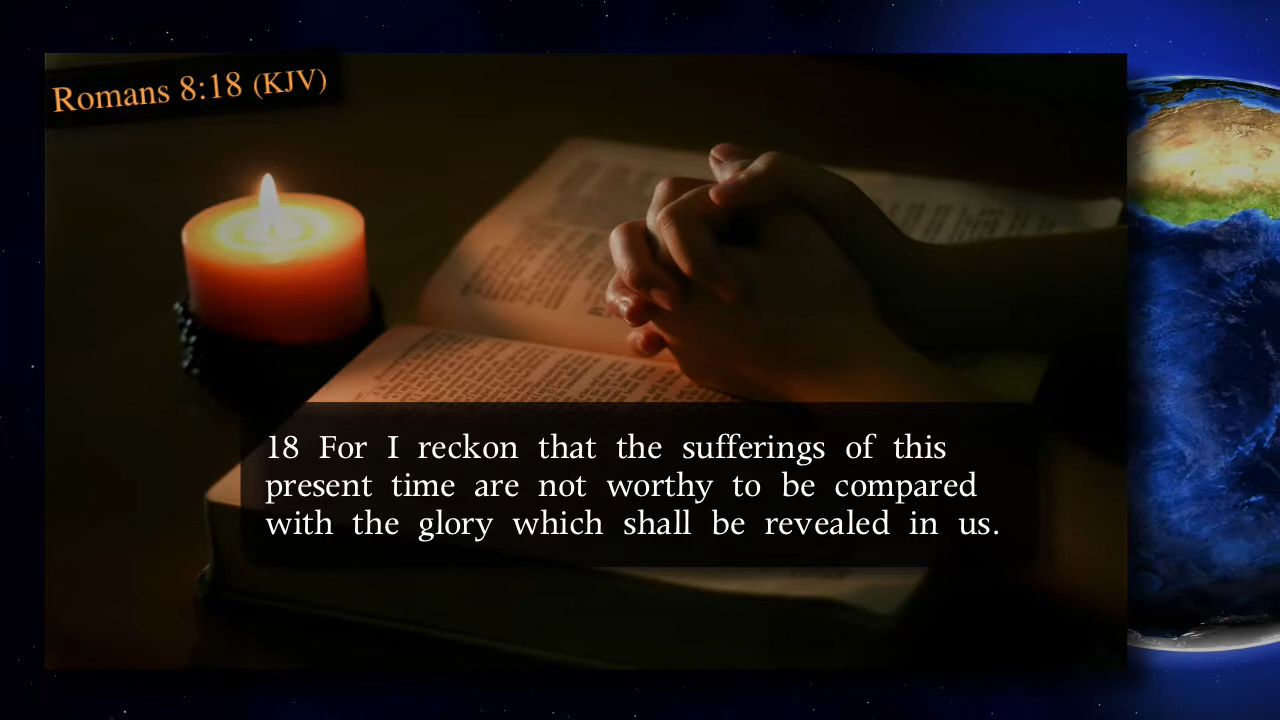 Romans 8:18 (KJV)
18 For I reckon that the sufferings of this
present time are not worthy to be compared
with the glory which shall be revealed in us.